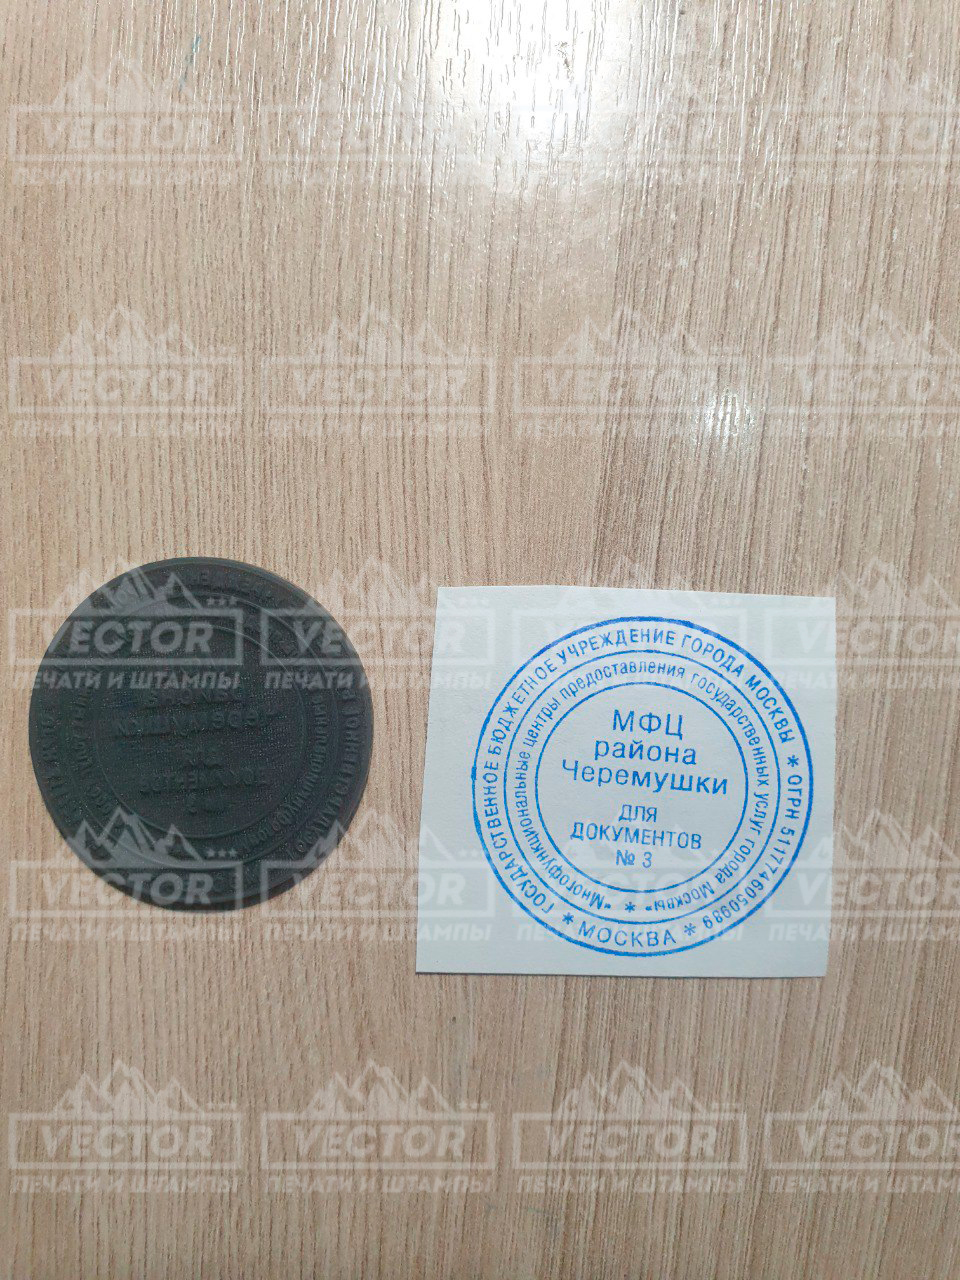 VECTOR
ПЕЧАТИ И ШТАМПЫ
ГОСУДАРСТВЕННОЕ БЮДЖЕТНОЕ УЧРЕЖДЕНИЕ ГОРОДА МОСКВЫ * ОГРН 5177746050989 * МОСКВА *
"Многофункциональные центры предоставления государственных услуг города Москвы" *
МФЦ
района
Черемушки
ДЛЯ
ДОКУМЕНТОВ
№ 3